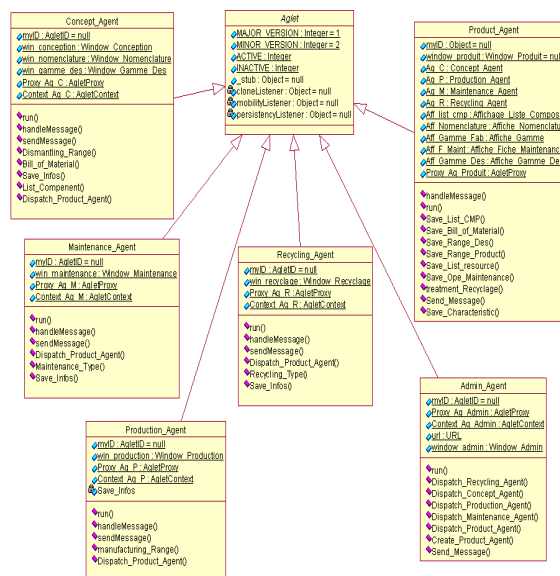 Concept_Agent
myID : AgletID = null
win_conception : Window_Conception
win_nomenclature : Window_Nomenclature
win_gamme_des : Window_Gamme_Des
Proxy_Ag_C : AgletProxy
Context_Ag_C : AgletContext
run()
handleMessage()
sendMessage()
Dismantling_Range()
Bill_of_Material()
Save_Infos()
List_Compenent()
Dispatch_Product_Agent()
Aglet
MAJOR_VERSION : Integer = 1
MINOR_VERSION : Integer = 2
ACTIVE : Integer
INACTIVE : Integer
_stub : Object = null
cloneListener : Object = null
mobilityListener : Object = null
persistencyListener : Object = null
Product_Agent
myID : Object = null
window_produit : Window_Produit = nul
Ag_C : Concept_Agent
Ag_P : Production_Agent
Ag_M : Maintenance_Agent
Ag_R : Recycling_Agent
Aff_list_cmp : Affichage_Liste_Compos
Aff_Nomenclature : Affiche_Nomenclatu
Aff_Gamme_Fab : Affiche_Gamme
Aff_F_Maint : Affiche_Fiche_Maintenanc
Aff_Gamme_Des : Affiche_Gamme_De
Proxy_Ag_Produit : AgletProxy
handleMessage()
run()
Save_List_CMP()
Save_Bill_of_Material()
Save_Range_Des()
Save_Range_Product()
Save_List_resource()
Save_Ope_Maintenance()
treatment_Recyclage()
Send_Message()
Save_Characteristic()
Maintenance_Agent
myID : AgletID = null
win_maintenance : Window_Maintenance
Proxy_Ag_M : AgletProxy
Context_Ag_M : AgletContext
run()
handleMessage()
sendMessage()
Dispatch_Product_Agent()
Maintenance_Type()
Save_Infos()
Recycling_Agent
myID : AgletID = null
win_recyclage : Window_Recyclage
Proxy_Ag_R : AgletProxy
Context_Ag_R : AgletContext
run()
handleMessage()
sendMessage()
Dispatch_Product_Agent()
Recycling_Type()
Save_Infos()
Production_Agent
myID : AgletID = null
win_production : Window_Production
Proxy_Ag_P : AgletProxy
Context_Ag_P : AgletContext
Save_Infos
run()
handleMessage()
sendMessage()
manufacturing_Range()
Dispatch_Product_Agent()
Admin_Agent
myID : AgletID = null
Proxy_Ag_Admin : AgletProxy
Context_Ag_Admin : AgletContext
url : URL
window_admin : Window_Admin
run()
Dispatch_Recycling_Agent()
Dispatch_Concept_Agent()
Dispatch_Production_Agent()
Dispatch_Maintenance_Agent()
Dispatch_Product_Agent()
Create_Product_Agent()
Send_Message()